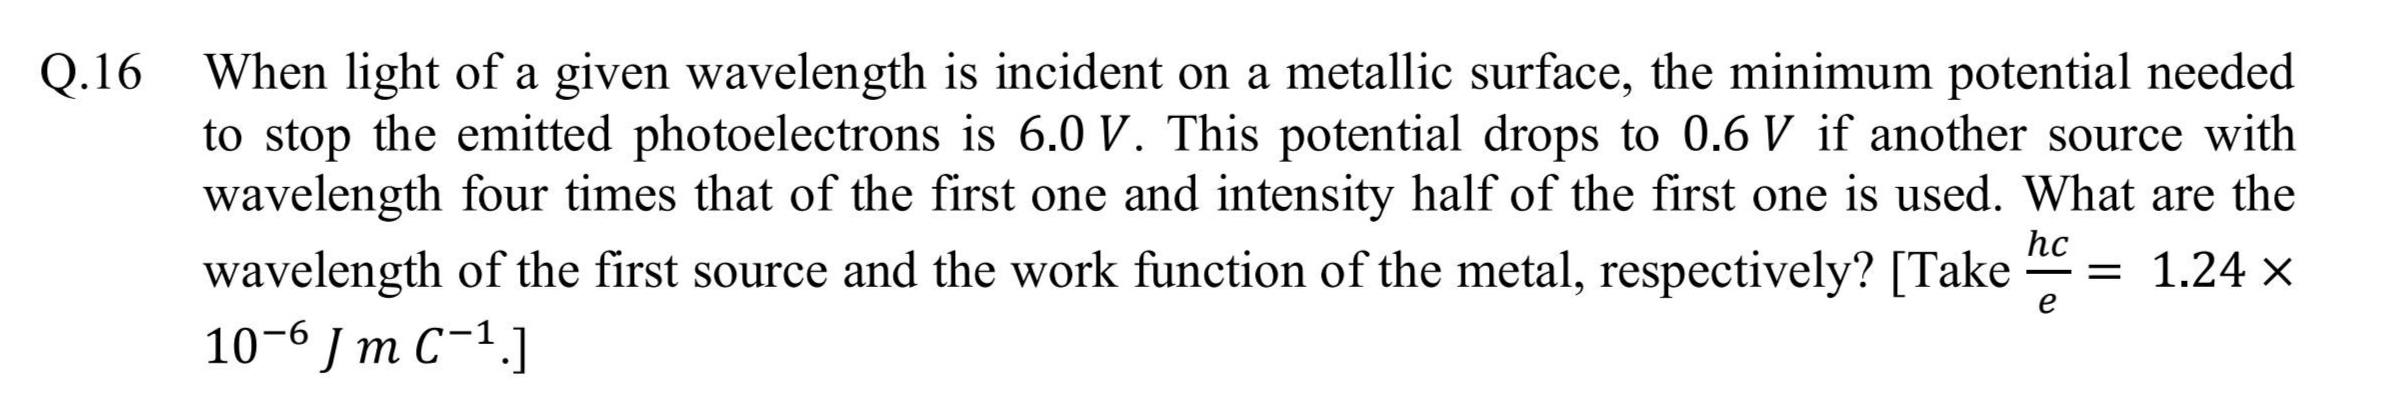 Q.16 When light of a given wavelength is incident on a metallic surface, the minimum potential needed
to stop the emitted photoelectrons is 6.0 V. This potential drops to 0.6 V if another source with
wavelength four times that of the first one and intensity half of the first one is used. What are the
wavelength of the first source and the work function of the metal, respectively? [Take \frac{hc}{e} = 1.24 ×
10⁻⁶ J m C⁻¹.]